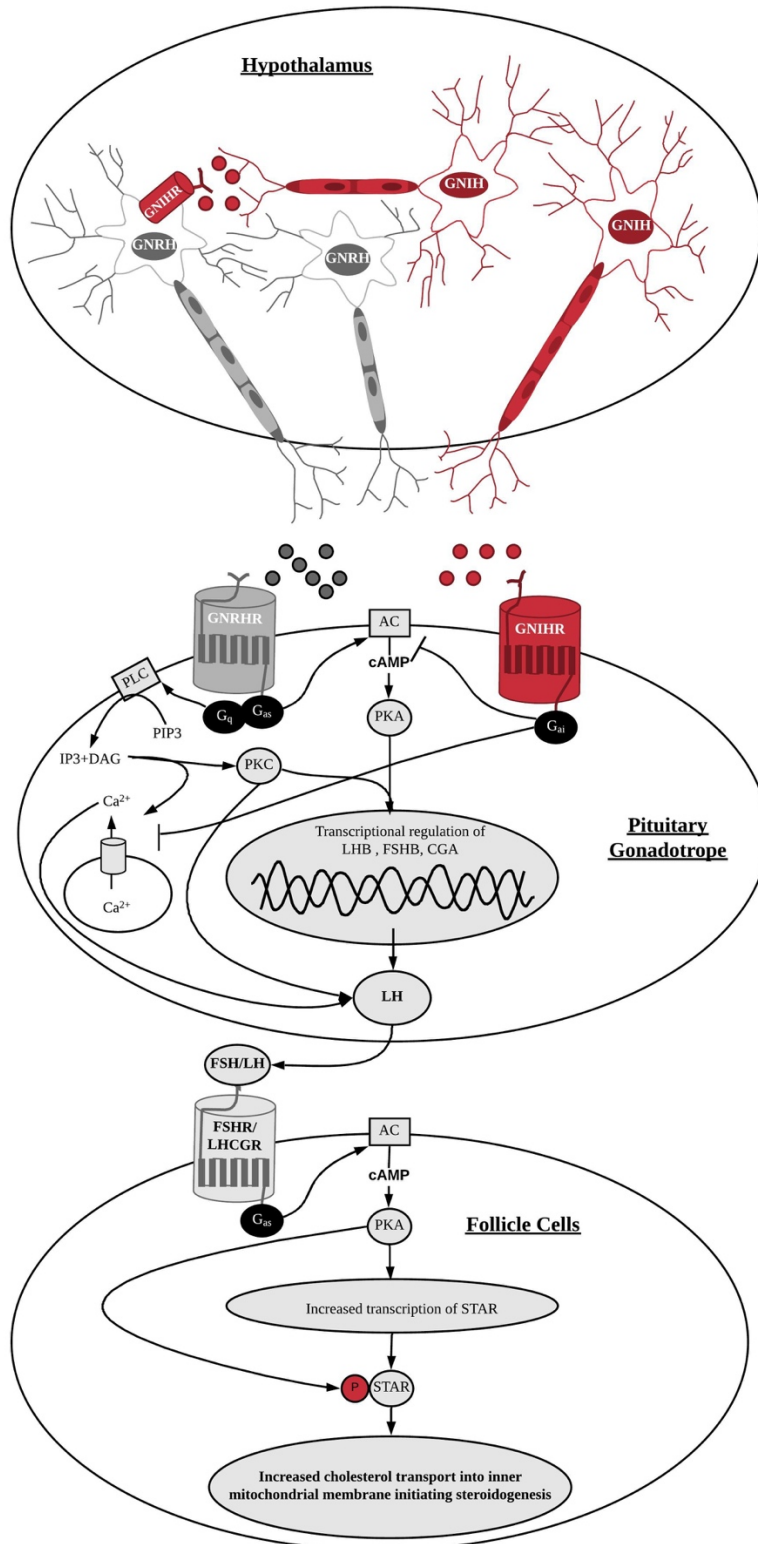 Hypothalamus
GNIHR
GNIH
GNIH
GNRH
GNRH
GNRHR
AC
GNIHR
cAMP
PLC
Gq
Gas
PKA
Gai
PIP3
IP3+DAG
PKC
Ca2+
Transcriptional regulation of
LHB , FSHB, CGA
Pituitary
Gonadotrope
Ca2+
LH
FSH/LH
FSHR/
LHCGR
AC
cAMP
Gas
PKA
Follicle Cells
Increased transcription of STAR
P
STAR
Increased cholesterol transport into inner
mitochondrial membrane initiating steroidogenesis